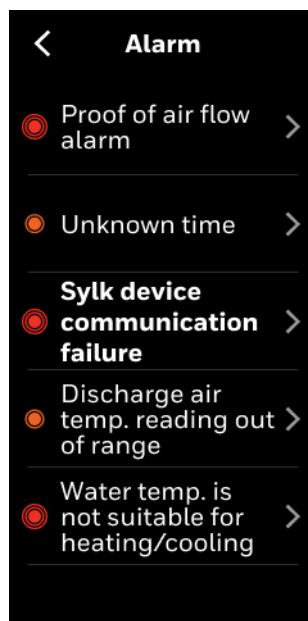 Alarm
Proof of air flow
alarm
Unknown time
Sylk device
communication
failure
Discharge air
temp. reading out
of range
Water temp. is
not suitable for
heating/cooling